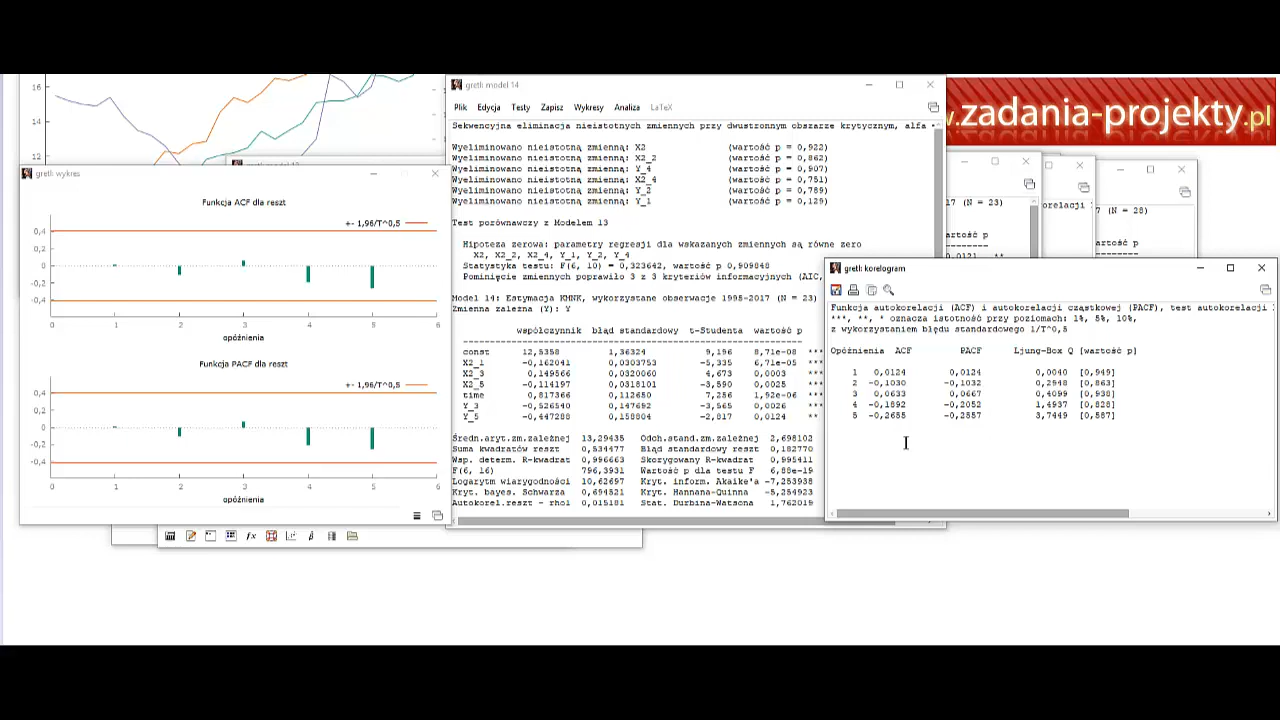 16
14
12
.zadania-projekty.pl
gretl: wykres
Funkcja ACF dla reszt
+- 1,96/T^0,5
0,4
0,2
0
-0,2
-0,4
0 1 2 3 4 5 6
opóźnienia
Funkcja PACF dla reszt
+- 1,96/T^0,5
0,4
0,2
0
-0,2
-0,4
0 1 2 3 4 5 6
opóźnienia
gretl: model 14
Plik Edycja Testy Zapisz Wykresy Analiza LaTeX
Sekwencyjna eliminacja nieistotnych zmiennych przy dwustronnym obszarze krytycznym, alfa
Wyeliminowano nieistotną zmienną: X2 (wartość p = 0,922)
Wyeliminowano nieistotną zmienną: X2_2 (wartość p = 0,862)
Wyeliminowano nieistotną zmienną: Y_4 (wartość p = 0,907)
Wyeliminowano nieistotną zmienną: X2_4 (wartość p = 0,751)
Wyeliminowano nieistotną zmienną: Y_2 (wartość p = 0,789)
Wyeliminowano nieistotną zmienną: Y_1 (wartość p = 0,129)
Test porównawczy z Modelem 13
Hipoteza zerowa: parametry regresji dla wskazanych zmiennych są równe zero
X2, X2_2, X2_4, Y_1, Y_2, Y_4
Statystyka testu: F(6, 10) = 0,323642, wartość p 0,909848
Pominięcie zmiennych poprawiło 3 z 3 kryteriów informacyjnych (AIC,
Model 14: Estymacja KMNK, wykorzystane obserwacje 1995-2017 (N = 23)
Zmienna zależna (Y): Y
współczynnik błąd standardowy t-Studenta wartość p
const 12,5358 1,36324 9,196 8,71e-08 ***
X2_1 -0,162041 0,0303753 -5,335 6,71e-05 ***
X2_3 0,149566 0,0320060 4,673 0,0003 ***
X2_5 -0,114197 0,0318101 -3,590 0,0025 ***
time 0,817366 0,112650 7,256 1,92e-06 ***
Y_3 -0,526540 0,147692 -3,565 0,0026 ***
Y_5 -0,447288 0,158804 -2,817 0,0124 **
Średn.aryt.zm.zależnej 13,29435 Odch.stand.zm.zależnej 2,698102
Suma kwadratów reszt 0,534477 Błąd standardowy reszt 0,182770
Wsp. determ. R-kwadrat 0,996663 Skorygowany R-kwadrat 0,995411
F(6, 16) 796,3931 Wartość p dla testu F 6,88e-19
Logarytm wiarygodności 10,62697 Kryt. inform. Akaike'a -7,253938
Kryt. bayes. Schwarza 0,694521 Kryt. Hannana-Quinna -5,254923
Autokorel.reszt - rho1 0,015181 Stat. Durbina-Watsona 1,762019
17 (N = 23)
artość p
0,0121 **
orelacji
7 (N = 28)
artość p
gretl: korelogram
Funkcja autokorelacji (ACF) i autokorelacji cząstkowej (PACF), test autokorelacji
***, **, * oznacza istotność przy poziomach: 1%, 5%, 10%,
z wykorzystaniem błędu standardowego 1/T^0,5
Opóźnienia ACF PACF Ljung-Box Q [wartość p]
1 0,0124 0,0124 0,0040 [0,949]
2 -0,1030 -0,1032 0,2948 [0,863]
3 0,0633 0,0667 0,4099 [0,938]
4 -0,1892 -0,2052 1,4937 [0,828]
5 -0,2655 -0,2557 3,7449 [0,587]